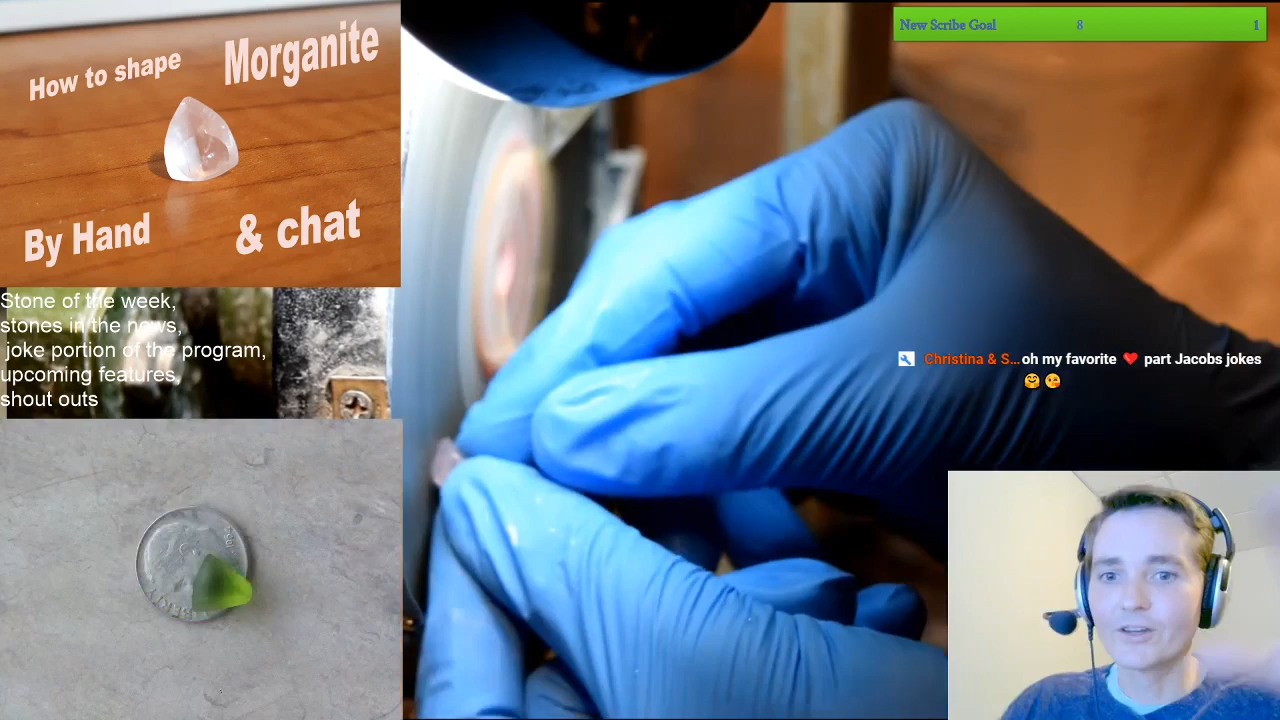 How to shape
Morganite
By Hand
& chat
Stone of the week,
stones in the news,
joke portion of the program,
upcoming features,
shout outs
New Scribe Goal 8 1
Christina & S... oh my favorite ❤️ part Jacobs jokes
🤗 😘